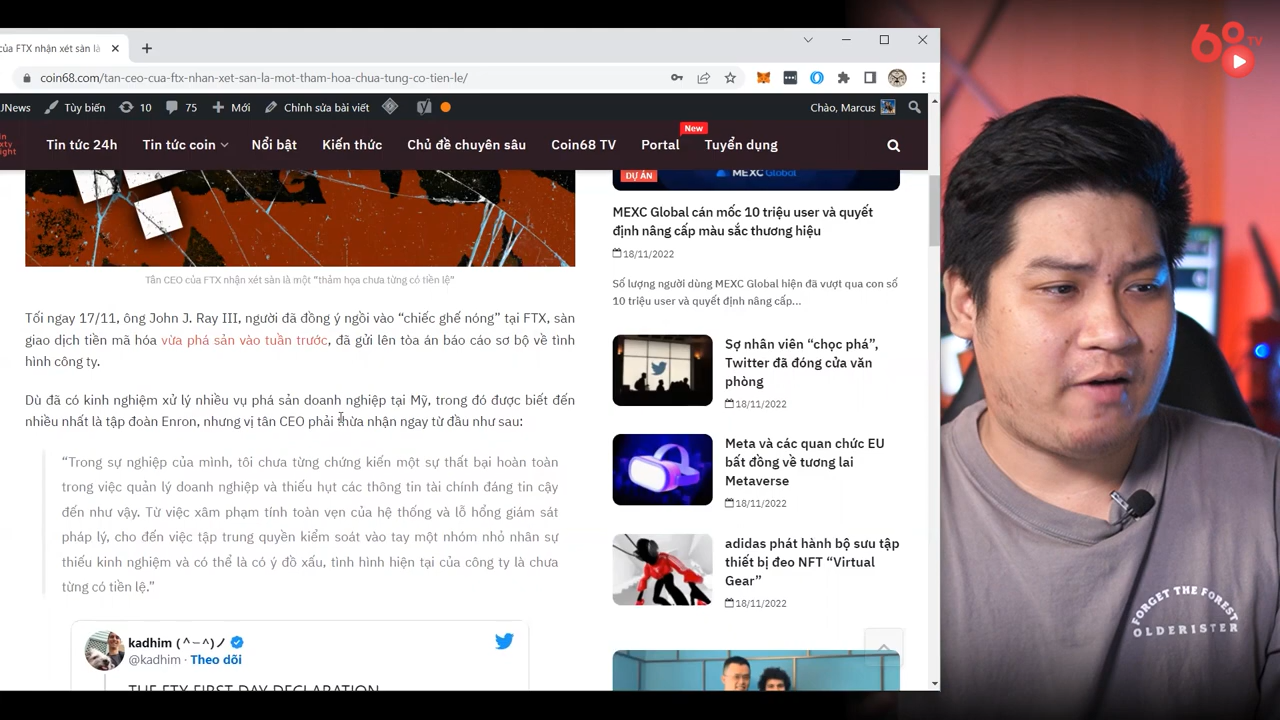 của FTX nhận xét sàn là
coin68.com/tan-ceo-cua-ftx-nhan-xet-san-la-mot-tham-hoa-chua-tung-co-tien-le/
JNews
Tùy biến
10
75
Mới
Chỉnh sửa bài viết
Chào, Marcus
Tin tức 24h
Tin tức coin
Nổi bật
Kiến thức
Chủ đề chuyên sâu
Coin68 TV
Portal
New
Tuyển dụng
DỰ ÁN
MEXC Global
Tân CEO của FTX nhận xét sàn là một “thảm họa chưa từng có tiền lệ”
Tối ngay 17/11, ông John J. Ray III, người đã đồng ý ngồi vào “chiếc ghế nóng” tại FTX, sàn
giao dịch tiền mã hóa vừa phá sản vào tuần trước, đã gửi lên tòa án báo cáo sơ bộ về tình
hình công ty.
Dù đã có kinh nghiệm xử lý nhiều vụ phá sản doanh nghiệp tại Mỹ, trong đó được biết đến
nhiều nhất là tập đoàn Enron, nhưng vị tân CEO phải thừa nhận ngay từ đầu như sau:
“Trong sự nghiệp của mình, tôi chưa từng chứng kiến một sự thất bại hoàn toàn
trong việc quản lý doanh nghiệp và thiếu hụt các thông tin tài chính đáng tin cậy
đến như vậy. Từ việc xâm phạm tính toàn vẹn của hệ thống và lỗ hổng giám sát
pháp lý, cho đến việc tập trung quyền kiểm soát vào tay một nhóm nhỏ nhân sự
thiếu kinh nghiệm và có thể là có ý đồ xấu, tình hình hiện tại của công ty là chưa
từng có tiền lệ.”
kadhim (⌃–⌃)ノ
@kadhim · Theo dõi
THE FTX FIRST DAY DECLARATION
MEXC Global cán mốc 10 triệu user và quyết
định nâng cấp màu sắc thương hiệu
18/11/2022
Số lượng người dùng MEXC Global hiện đã vượt qua con số
10 triệu user và quyết định nâng cấp...
Sợ nhân viên “chọc phá”,
Twitter đã đóng cửa văn
phòng
18/11/2022
Meta và các quan chức EU
bất đồng về tương lai
Metaverse
18/11/2022
adidas phát hành bộ sưu tập
thiết bị đeo NFT “Virtual
Gear”
18/11/2022
68 TV
FORGET THE FOREST
OLDERISTER